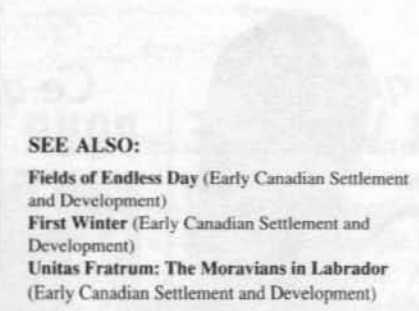 SEE ALSO:
Fields of Endless Day (Early Canadian Settlement
and Development)
First Winter (Early Canadian Settlement and
Development)
Unitas Fratrum: The Moravians in Labrador
(Early Canadian Settlement and Development)